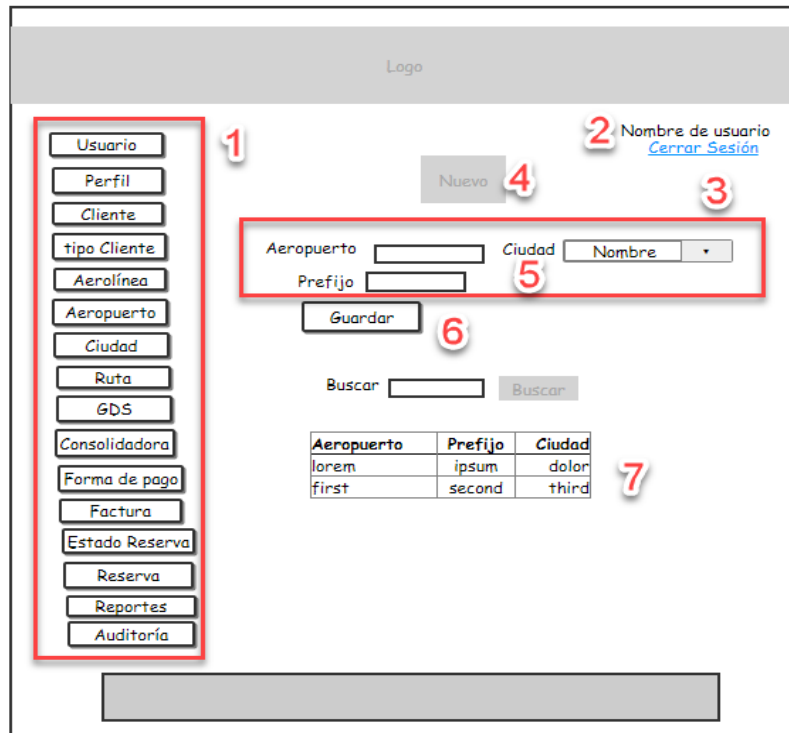 Logo
1
2 Nombre de usuario
Cerrar Sesión
3
Usuario
Perfil
Cliente
tipo Cliente
Aerolínea
Aeropuerto
Ciudad
Ruta
GDS
Consolidadora
Forma de pago
Factura
Estado Reserva
Reserva
Reportes
Auditoría
Nuevo 4
Aeropuerto Ciudad Nombre
Prefijo 5
Guardar 6
Buscar Buscar
Aeropuerto Prefijo Ciudad
lorem ipsum dolor
first second third
7